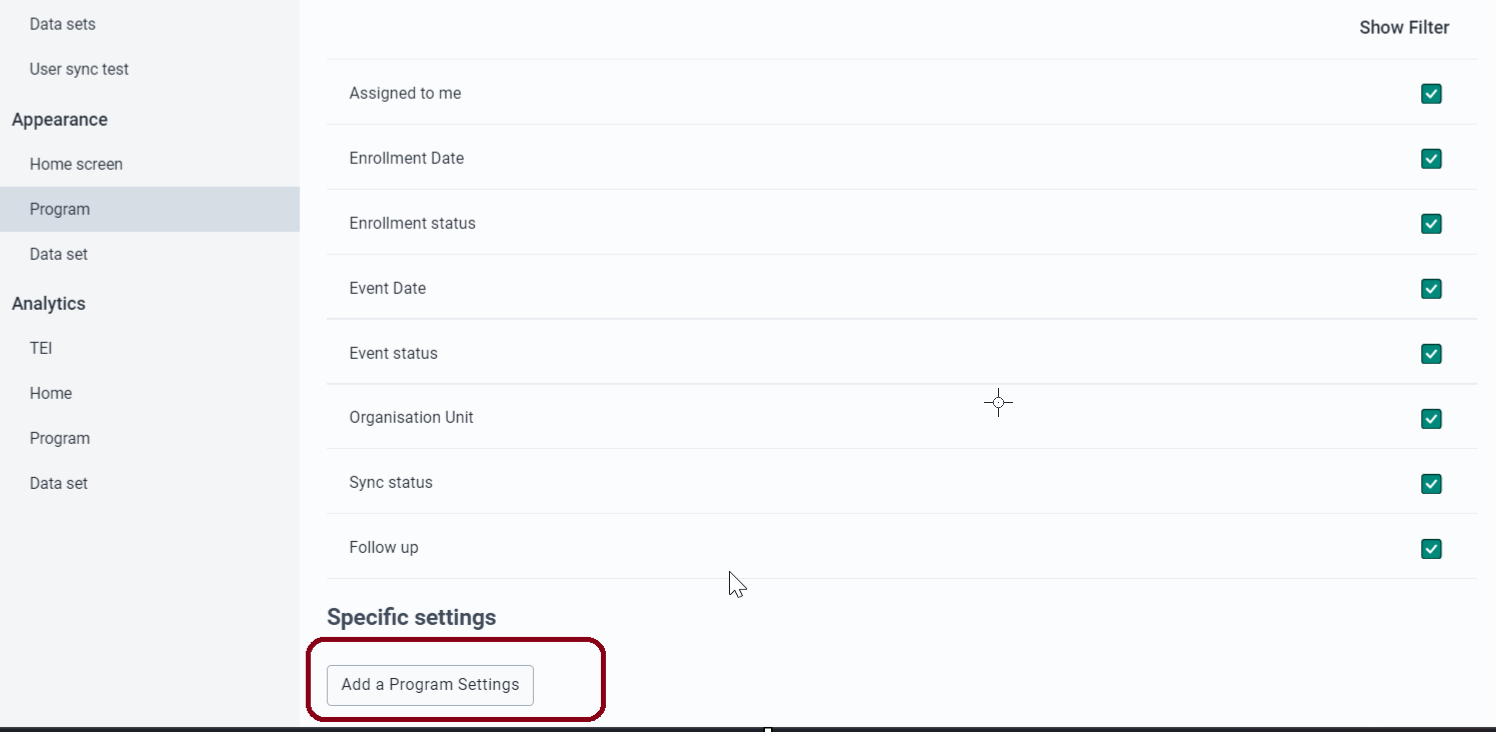 Data sets
User sync test
Appearance
Home screen
Program
Data set
Analytics
TEI
Home
Program
Data set
Show Filter
Assigned to me
Enrollment Date
Enrollment status
Event Date
Event status
Organisation Unit
Sync status
Follow up
Specific settings
Add a Program Settings